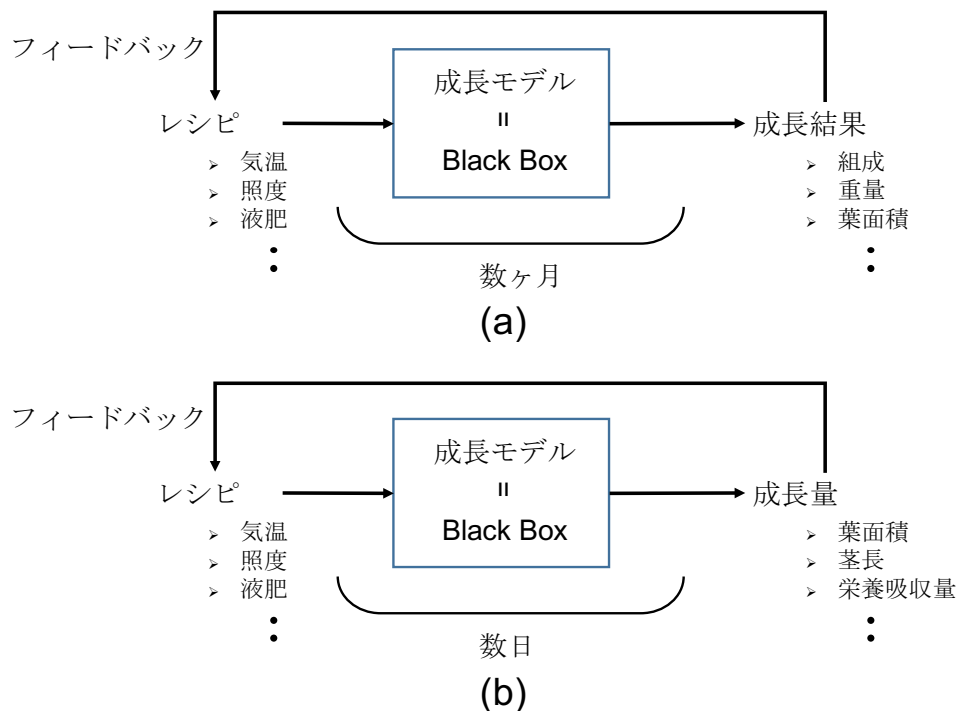 フィードバック
成長モデル
=
Black Box
レシピ
➢ 気温
➢ 照度
➢ 液肥
成長結果
➢ 組成
➢ 重量
➢ 葉面積
数ヶ月
(a)
フィードバック
成長モデル
=
Black Box
レシピ
➢ 気温
➢ 照度
➢ 液肥
成長量
➢ 葉面積
➢ 茎長
➢ 栄養吸収量
数日
(b)